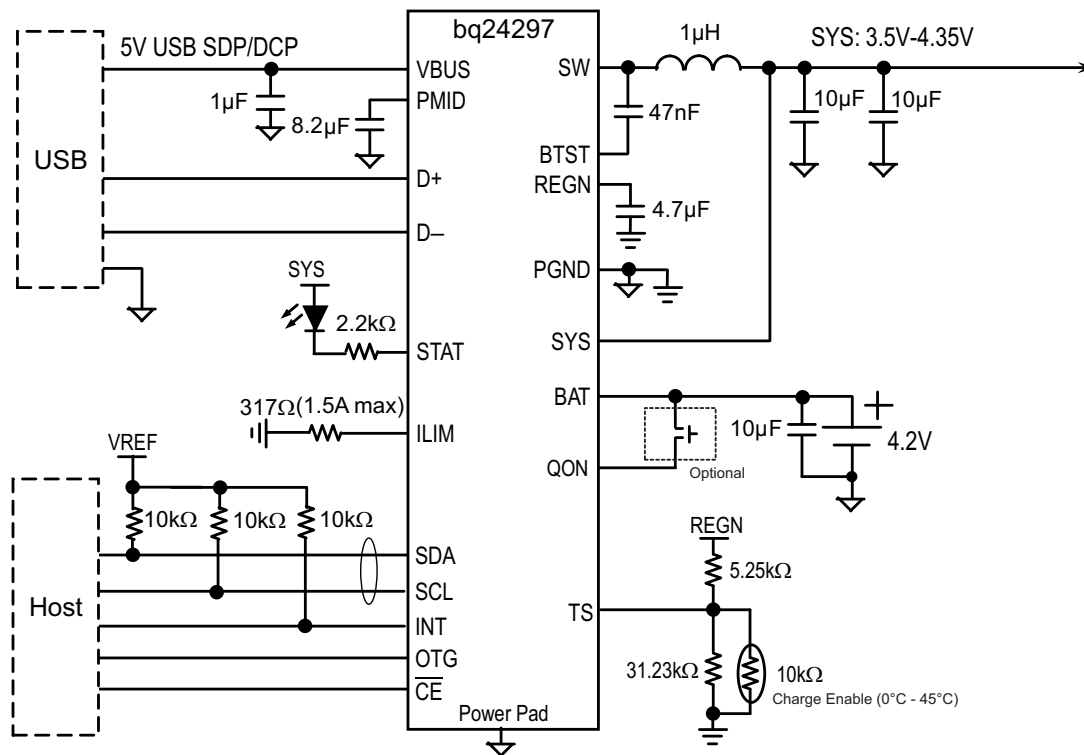 bq24297
5V USB SDP/DCP
1µH
SYS: 3.5V-4.35V
VBUS
SW
1µF
PMID
8.2µF
47nF
10µF
10µF
USB
BTST
D+
REGN
4.7µF
D–
PGND
SYS
2.2kΩ
STAT
SYS
317Ω(1.5A max)
ILIM
BAT
10µF
4.2V
QON
Optional
VREF
10kΩ
10kΩ
10kΩ
REGN
5.25kΩ
SDA
SCL
Host
INT
TS
OTG
CE
31.23kΩ
10kΩ
Charge Enable (0°C - 45°C)
Power Pad